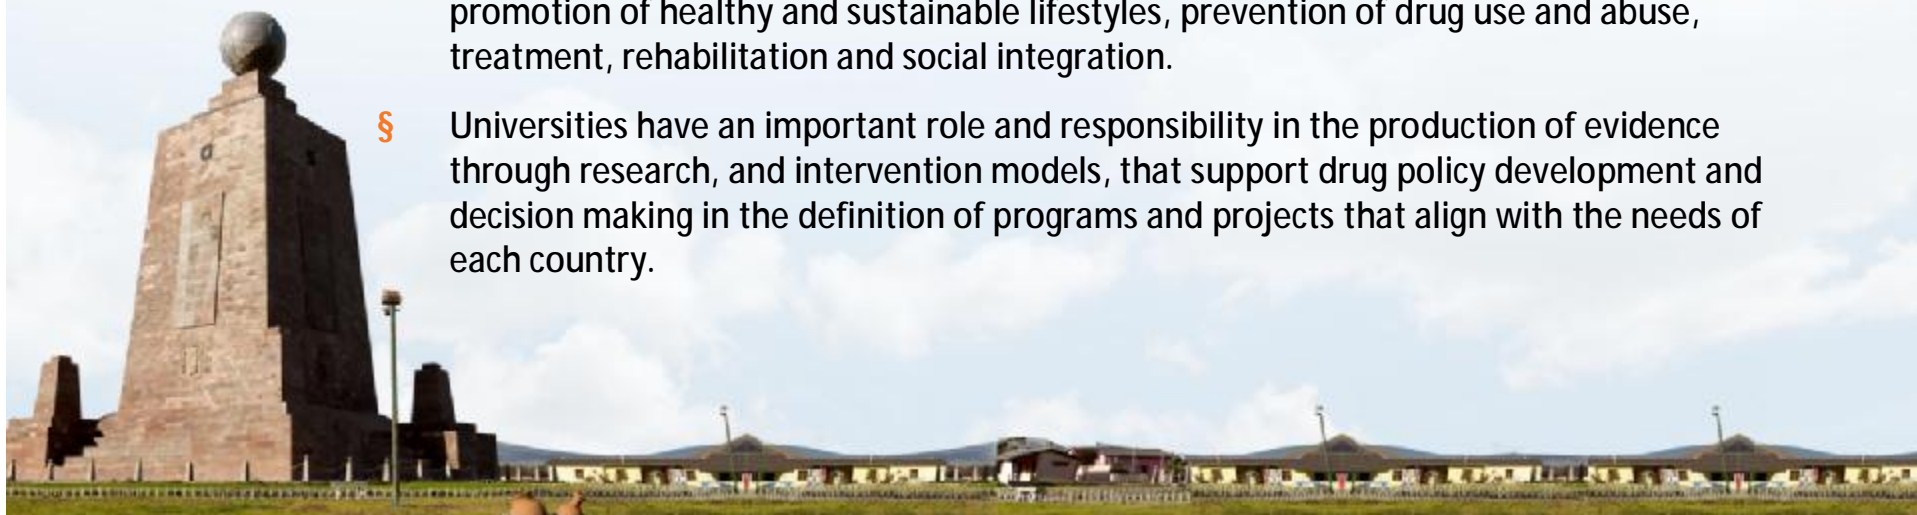 promotion of healthy and sustainable lifestyles, prevention of drug use and abuse,
treatment, rehabilitation and social integration.
§ Universities have an important role and responsibility in the production of evidence
through research, and intervention models, that support drug policy development and
decision making in the definition of programs and projects that align with the needs of
each country.